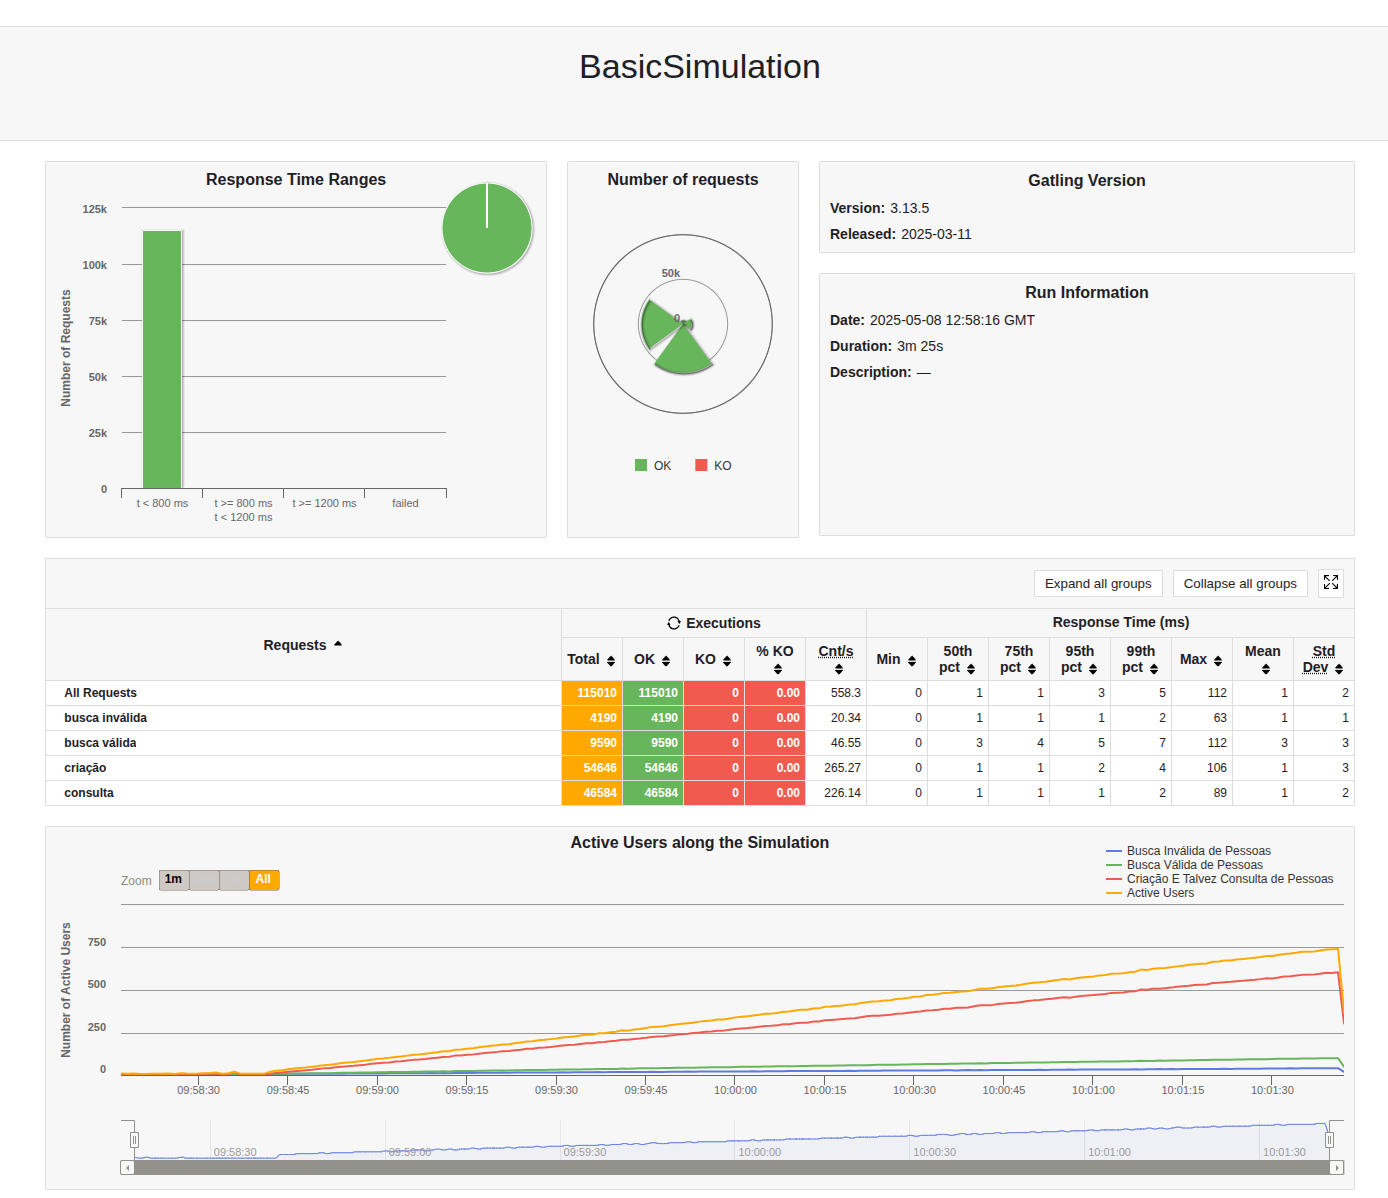 BasicSimulation
Response Time Ranges
125k
100k
75k
50k
25k
0
Number of Requests
t < 800 ms
t >= 800 ms
t < 1200 ms
t >= 1200 ms
failed
Number of requests
50k
0
OK KO
Gatling Version
Version: 3.13.5
Released: 2025-03-11
Run Information
Date: 2025-05-08 12:58:16 GMT
Duration: 3m 25s
Description: —
Expand all groups Collapse all groups
Requests Executions Response Time (ms)
Total OK KO % KO Cnt/s Min 50th pct 75th pct 95th pct 99th pct Max Mean Std Dev
All Requests 115010 115010 0 0.00 558.3 0 1 1 3 5 112 1 2
busca inválida 4190 4190 0 0.00 20.34 0 1 1 1 2 63 1 1
busca válida 9590 9590 0 0.00 46.55 0 3 4 5 7 112 3 3
criação 54646 54646 0 0.00 265.27 0 1 1 2 4 106 1 3
consulta 46584 46584 0 0.00 226.14 0 1 1 1 2 89 1 2
Active Users along the Simulation
Busca Inválida de Pessoas
Busca Válida de Pessoas
Criação E Talvez Consulta de Pessoas
Active Users
Zoom 1m All
Number of Active Users
750
500
250
0
09:58:30 09:58:45 09:59:00 09:59:15 09:59:30 09:59:45 10:00:00 10:00:15 10:00:30 10:00:45 10:01:00 10:01:15 10:01:30
09:58:30 09:59:00 09:59:30 10:00:00 10:00:30 10:01:00 10:01:30